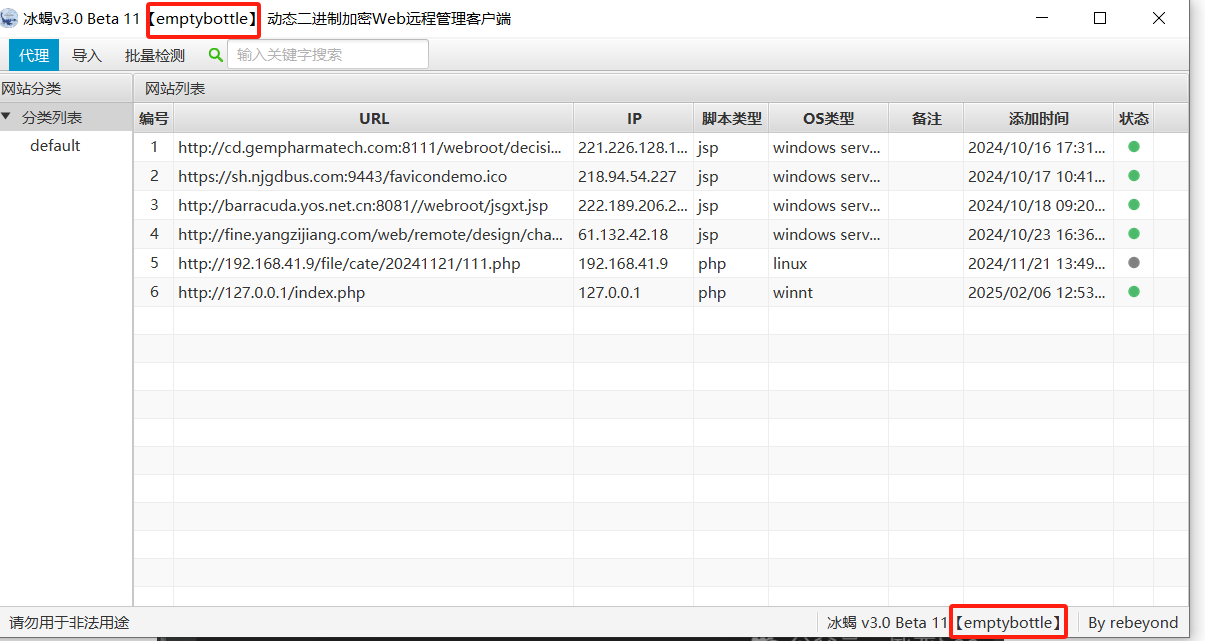 冰蝎v3.0 Beta 11【emptybottle】 动态二进制加密Web远程管理客户端
代理 导入 批量检测 输入关键字搜索
网站分类 网站列表
分类列表 编号 URL IP 脚本类型 OS类型 备注 添加时间 状态
default 1 http://cd.gempharmatech.com:8111/webroot/decisi... 221.226.128.1... jsp windows serv... 2024/10/16 17:31...
2 https://sh.njgdbus.com:9443/favicondemo.ico 218.94.54.227 jsp windows serv... 2024/10/17 10:41...
3 http://barracuda.yos.net.cn:8081//webroot/jsgxt.jsp 222.189.206.2... jsp windows serv... 2024/10/18 09:20...
4 http://fine.yangzijiang.com/web/remote/design/cha... 61.132.42.18 jsp windows serv... 2024/10/23 16:36...
5 http://192.168.41.9/file/cate/20241121/111.php 192.168.41.9 php linux 2024/11/21 13:49...
6 http://127.0.0.1/index.php 127.0.0.1 php winnt 2025/02/06 12:53...
请勿用于非法用途 冰蝎 v3.0 Beta 11【emptybottle】 By rebeyond